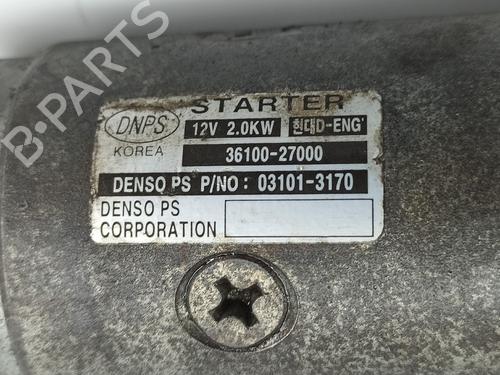 STARTER
DNPS
12V 2.0KW 현대D-ENG'
KOREA
36100-27000
DENSO PS P/NO: 03101-3170
DENSO PS
CORPORATION
B-PARTS